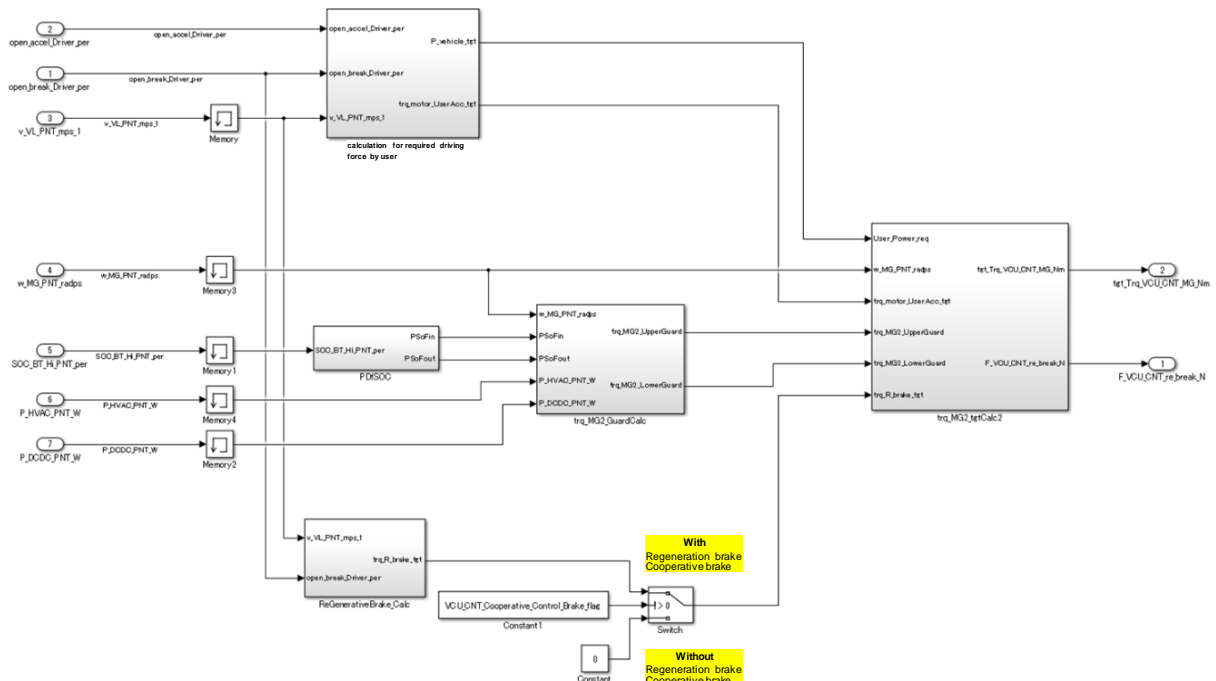 2
open_accel_Driver_per
open_accel_Driver_per
open_accel_Driver_per
P_vehicle_tgt
1
open_break_Driver_per
open_break_Driver_per
open_break_Driver_per
trq_motor_UserAcc_tgt
3
v_VL_PNT_mps_1
v_VL_PNT_mps_1
Memory
v_VL_PNT_mps_1
calculation for required driving
force by user
User_Power_req
4
w_MG_PNT_radps
w_MG_PNT_radps
Memory3
w_MG_PNT_radps
tgt_Trq_VCU_CNT_MG_Nm
2
tgt_Trq_VCU_CNT_MG_Nm
trq_motor_UserAcc_tgt
w_MG_PNT_radps
trq_MG2_UpperGuard
trq_MG2_UpperGuard
PSoFin
PSoFin
5
SOC_BT_Hi_PNT_per
SOC_BT_Hi_PNT_per
Memory1
SOC_BT_Hi_PNT_per
PSoFout
PSoFout
PDfSOC
trq_MG2_LowerGuard
F_VCU_CNT_re_break_N
1
F_VCU_CNT_re_break_N
P_HVAC_PNT_W
trq_MG2_LowerGuard
6
P_HVAC_PNT_W
P_HVAC_PNT_W
Memory4
P_DCDC_PNT_W
trq_R_brake_tgt
trq_MG2_GuardCalc
trq_MG2_tgtCalc2
7
P_DCDC_PNT_W
P_DCDC_PNT_W
Memory2
v_VL_PNT_mps_1
trq_R_brake_tgt
open_break_Driver_per
ReGenerativeBrake_Calc
With
Regeneration brake
Cooperative brake
VCU_CNT_Cooperative_Control_Brake_flag
Constant1
> 0
Switch
0
Constant
Without
Regeneration brake
Cooperative brake